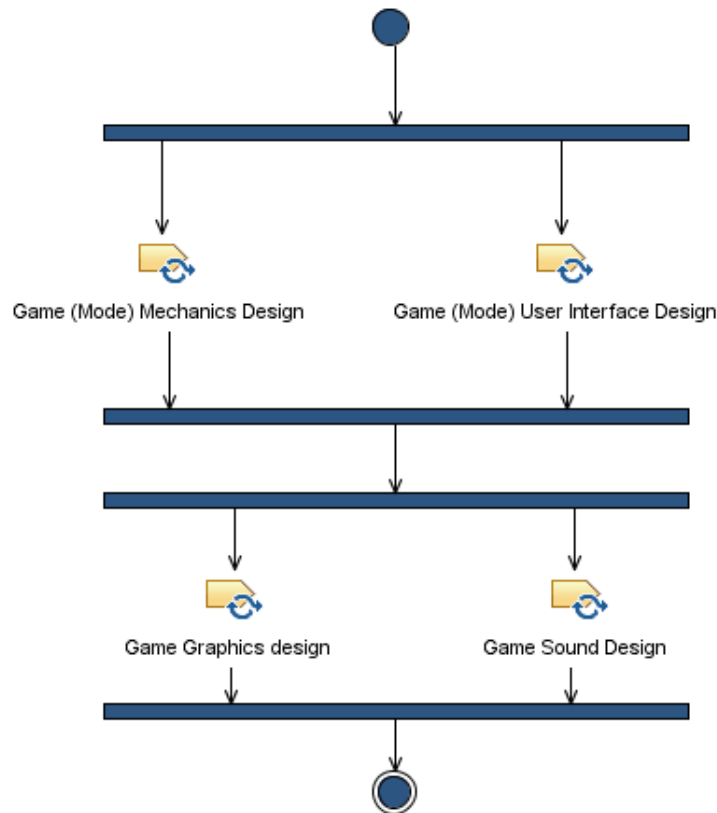 Game (Mode) Mechanics Design
Game (Mode) User Interface Design
Game Graphics design
Game Sound Design